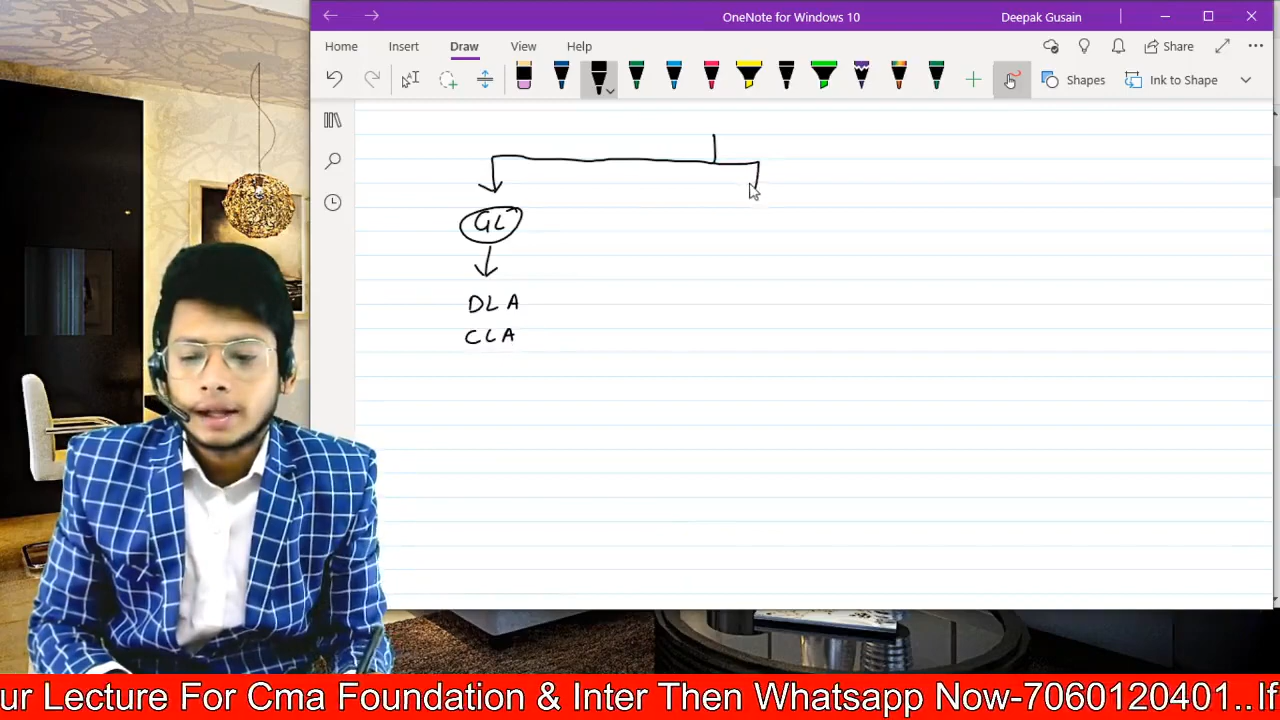 OneNote for Windows 10
Deepak Gusain
Home Insert Draw View Help
Share
Shapes
Ink to Shape
GL
DLA
CLA
ur Lecture For Cma Foundation & Inter Then Whatsapp Now-7060120401..If